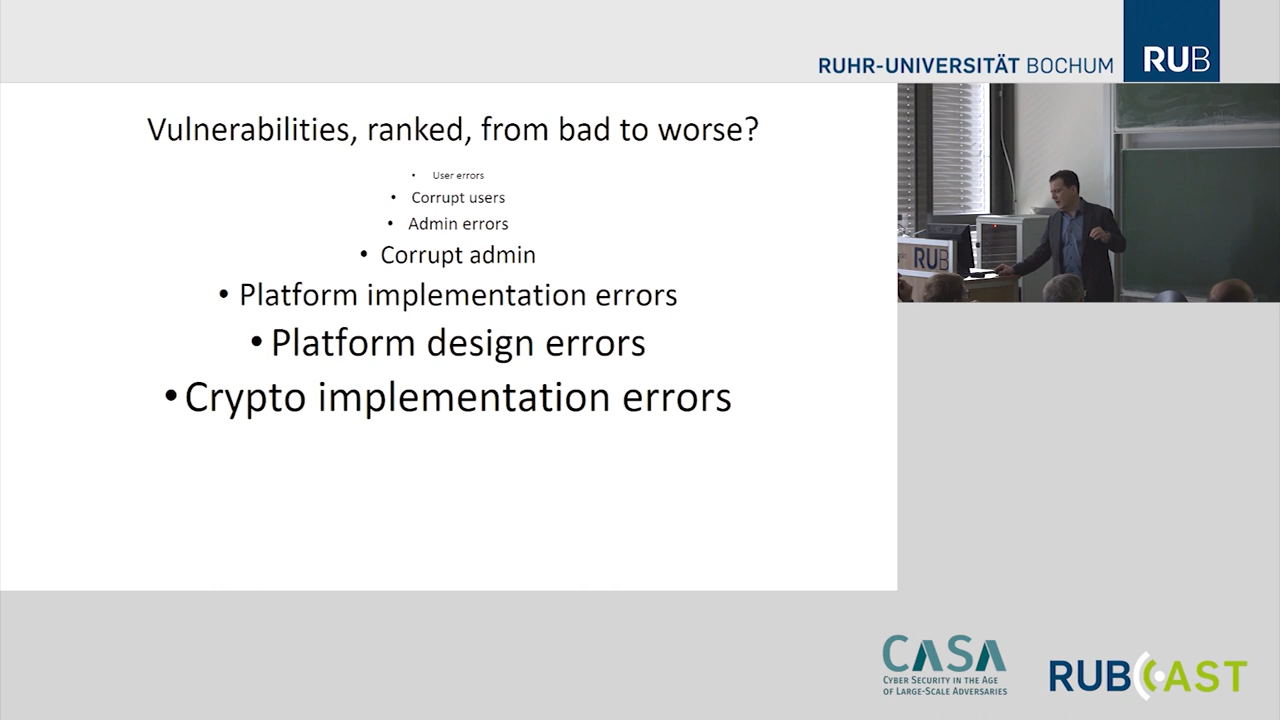 RUHR-UNIVERSITÄT BOCHUM RUB
Vulnerabilities, ranked, from bad to worse?
• User errors
• Corrupt users
• Admin errors
• Corrupt admin
• Platform implementation errors
• Platform design errors
• Crypto implementation errors
RUB
CASA
CYBER SECURITY IN THE AGE
OF LARGE-SCALE ADVERSARIES
RUBCAST